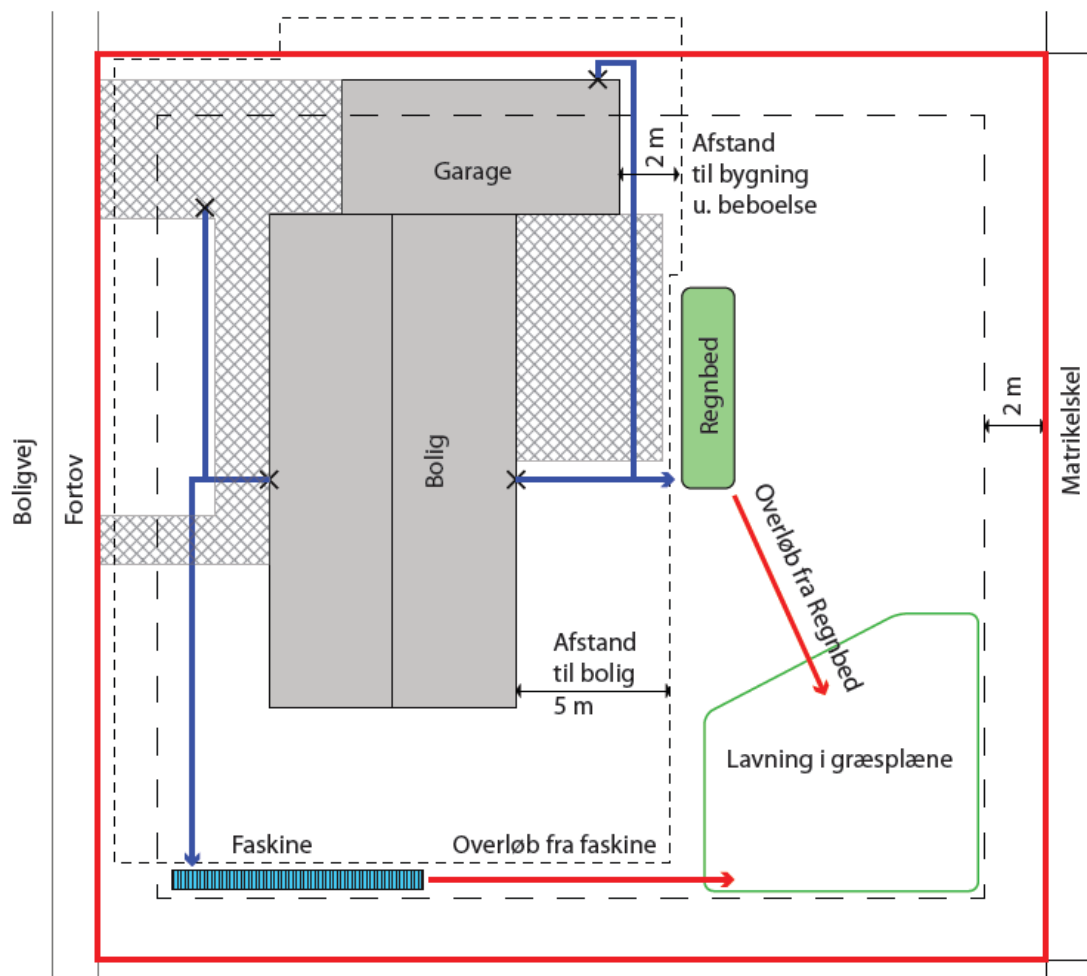 Garage
2 m
Afstand
til bygning
u. beboelse
Regnbed
Bolig
2 m
Matrikelskel
Boligvej
Fortov
Overløb fra Regnbed
Afstand
til bolig
5 m
Lavning i græsplæne
Faskine
Overløb fra faskine